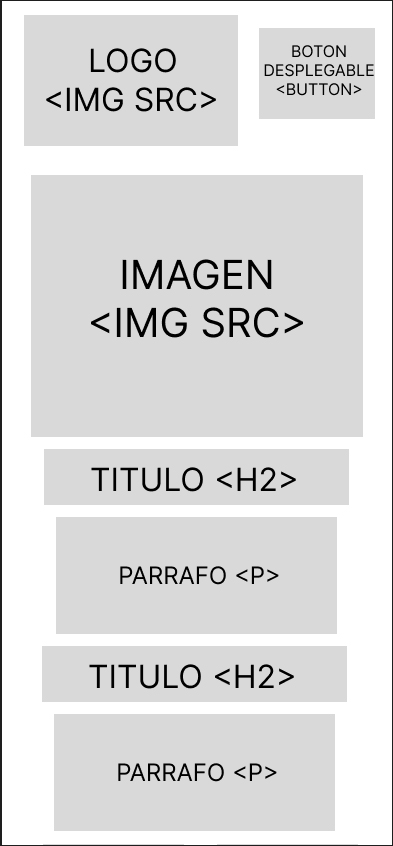 LOGO
<IMG SRC>
BOTON
DESPLEGABLE
<BUTTON>
IMAGEN
<IMG SRC>
TITULO <H2>
PARRAFO <P>
TITULO <H2>
PARRAFO <P>